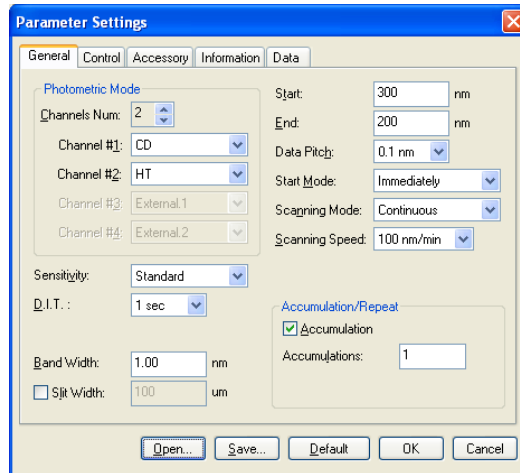 Parameter Settings
General Control Accessory Information Data
Photometric Mode
Channels Num: 2
Channel #1: CD
Channel #2: HT
Channel #3: External.1
Channel #4: External.2
Sensitivity: Standard
D.I.T. : 1 sec
Band Width: 1.00 nm
Slit Width: 100 um
Start: 300 nm
End: 200 nm
Data Pitch: 0.1 nm
Start Mode: Immediately
Scanning Mode: Continuous
Scanning Speed: 100 nm/min
Accumulation/Repeat
Accumulation
Accumulations: 1
Open... Save... Default OK Cancel